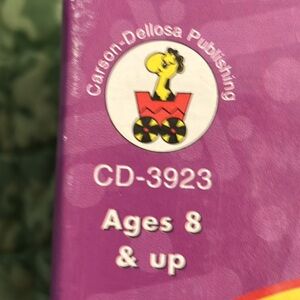 Carson-Dellosa Publishing
CD-3923
Ages 8
& up